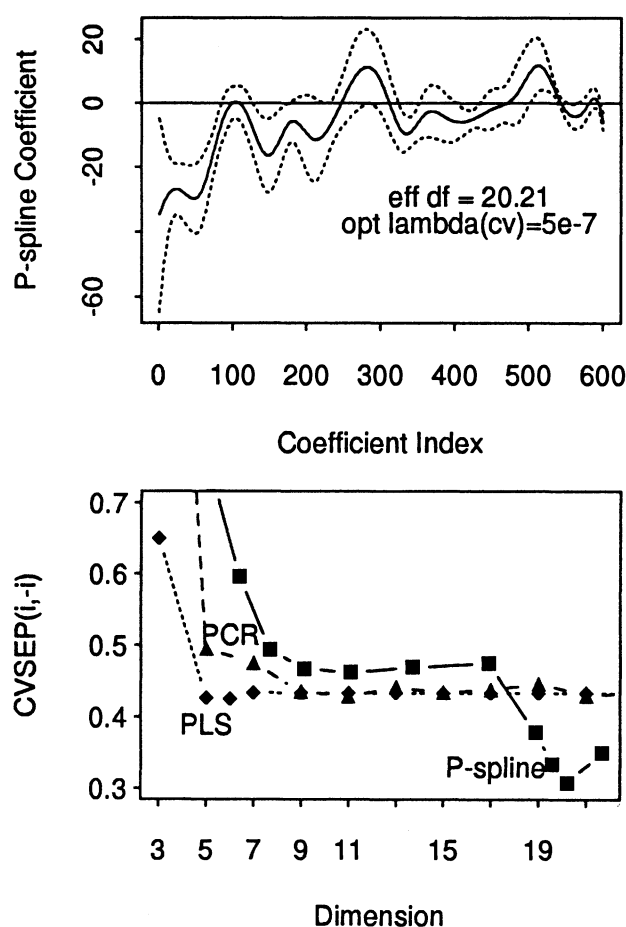 20
0
-20
-60
P-spline Coefficient
eff df = 20.21
opt lambda(cv)=5e-7
0 100 200 300 400 500 600
Coefficient Index
0.7
0.6
0.5
0.4
0.3
CVSEP(i,-i)
PCR
PLS
P-spline
3 5 7 9 11 15 19
Dimension